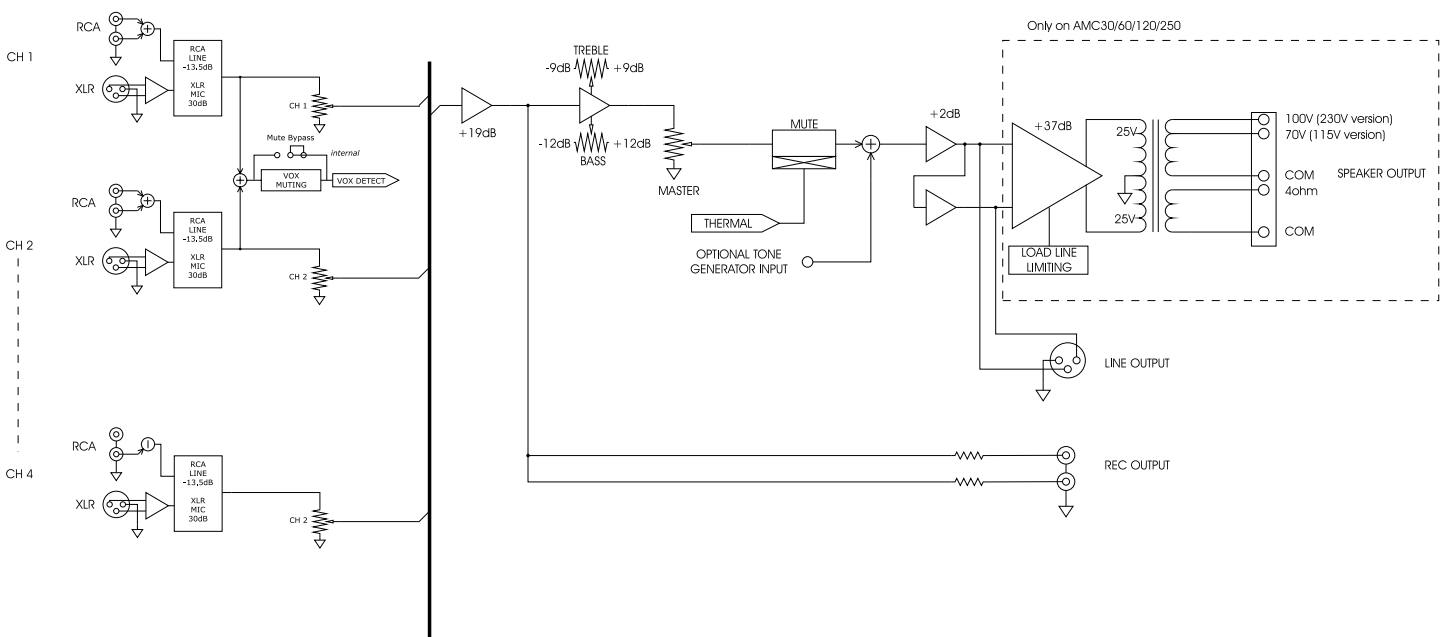 Only on AMC30/60/120/250
CH 1
RCA
XLR
RCA
LINE
-13.5dB
XLR
MIC
30dB
CH 1
Mute Bypass
internal
VOX
MUTING
VOX DETECT
CH 2
RCA
XLR
RCA
LINE
-13.5dB
XLR
MIC
30dB
CH 2
CH 4
RCA
XLR
RCA
LINE
-13,5dB
XLR
MIC
30dB
CH 2
+19dB
TREBLE
-9dB
+9dB
-12dB
+12dB
BASS
MASTER
MUTE
THERMAL
OPTIONAL TONE
GENERATOR INPUT
+2dB
+37dB
LOAD LINE
LIMITING
25V
25V
100V (230V version)
70V (115V version)
COM
4ohm
COM
SPEAKER OUTPUT
LINE OUTPUT
REC OUTPUT